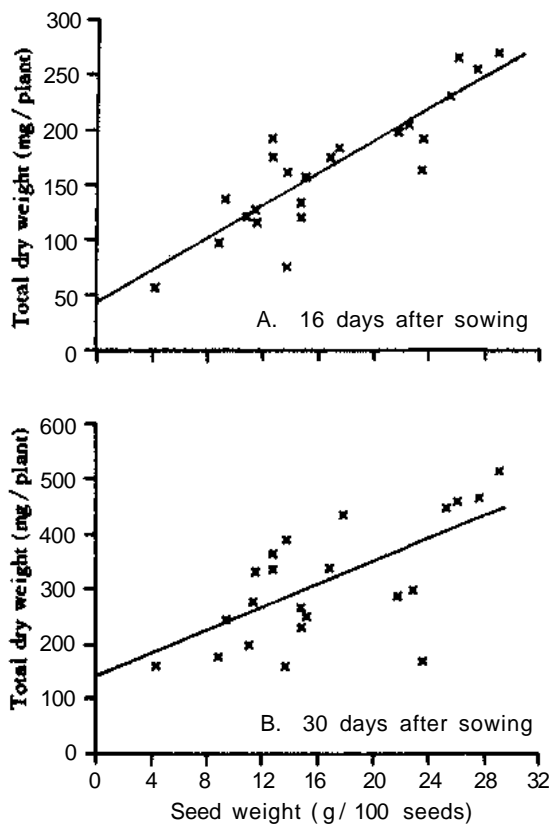 300
250
200
150
100
50
0
Total dry weight (mg/plant)
A. 16 days after sowing
600
500
400
300
200
100
0
Total dry weight (mg/plant)
B. 30 days after sowing
0 4 8 12 16 20 24 28 32
Seed weight (g/100 seeds)